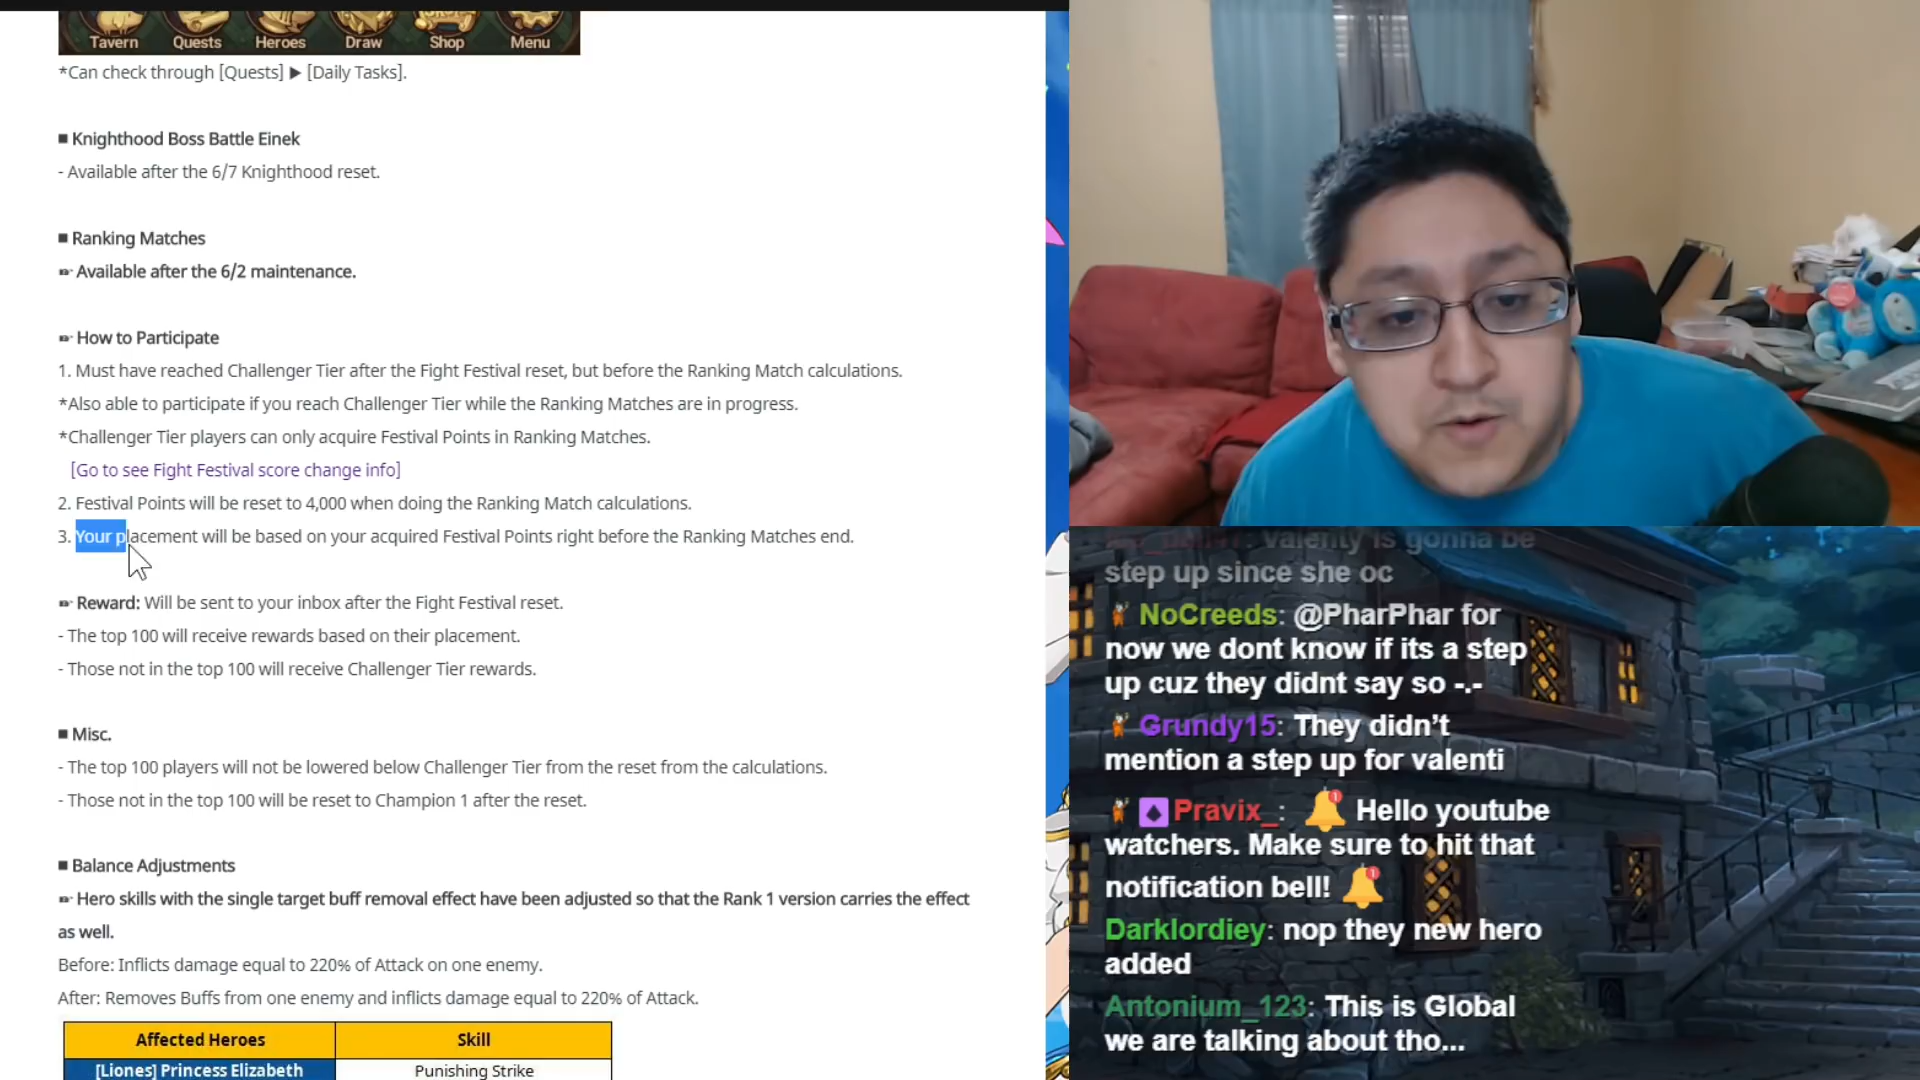 Tavern Quests Heroes Draw Shop Menu
*Can check through [Quests] ▶ [Daily Tasks].
■ Knighthood Boss Battle Einek
- Available after the 6/7 Knighthood reset.
■ Ranking Matches
☞ Available after the 6/2 maintenance.
☞ How to Participate
1. Must have reached Challenger Tier after the Fight Festival reset, but before the Ranking Match calculations.
*Also able to participate if you reach Challenger Tier while the Ranking Matches are in progress.
*Challenger Tier players can only acquire Festival Points in Ranking Matches.
[Go to see Fight Festival score change info]
2. Festival Points will be reset to 4,000 when doing the Ranking Match calculations.
3. Your placement will be based on your acquired Festival Points right before the Ranking Matches end.
☞ Reward: Will be sent to your inbox after the Fight Festival reset.
- The top 100 will receive rewards based on their placement.
- Those not in the top 100 will receive Challenger Tier rewards.
■ Misc.
- The top 100 players will not be lowered below Challenger Tier from the reset from the calculations.
- Those not in the top 100 will be reset to Champion 1 after the reset.
■ Balance Adjustments
☞ Hero skills with the single target buff removal effect have been adjusted so that the Rank 1 version carries the effect
as well.
Before: Inflicts damage equal to 220% of Attack on one enemy.
After: Removes Buffs from one enemy and inflicts damage equal to 220% of Attack.
Affected Heroes Skill
[Liones] Princess Elizabeth Punishing Strike
valenty is gonna be
step up since she oc
NoCreeds: @PharPhar for
now we dont know if its a step
up cuz they didnt say so -.-
Grundy15: They didn't
mention a step up for valenti
Pravix_: Hello youtube
watchers. Make sure to hit that
notification bell!
Darklordiey: nop they new hero
added
Antonium_123: This is Global
we are talking about tho...